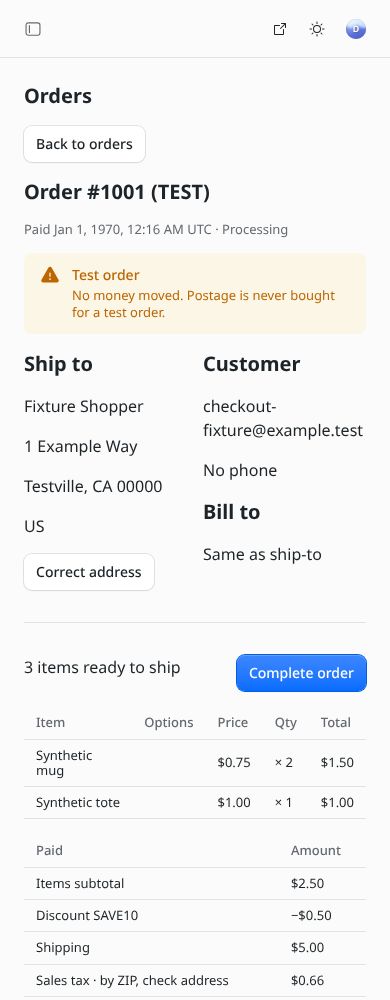 D
Orders
Back to orders
Order #1001 (TEST)
Paid Jan 1, 1970, 12:16 AM UTC · Processing
Test order
No money moved. Postage is never bought
for a test order.
Ship to
Fixture Shopper
1 Example Way
Testville, CA 00000
US
Correct address
Customer
checkout-
fixture@example.test
No phone
Bill to
Same as ship-to
3 items ready to ship
Complete order
Item Options Price Qty Total
Synthetic
mug $0.75 × 2 $1.50
Synthetic tote $1.00 × 1 $1.00
Paid Amount
Items subtotal $2.50
Discount SAVE10 −$0.50
Shipping $5.00
Sales tax · by ZIP, check address $0.66